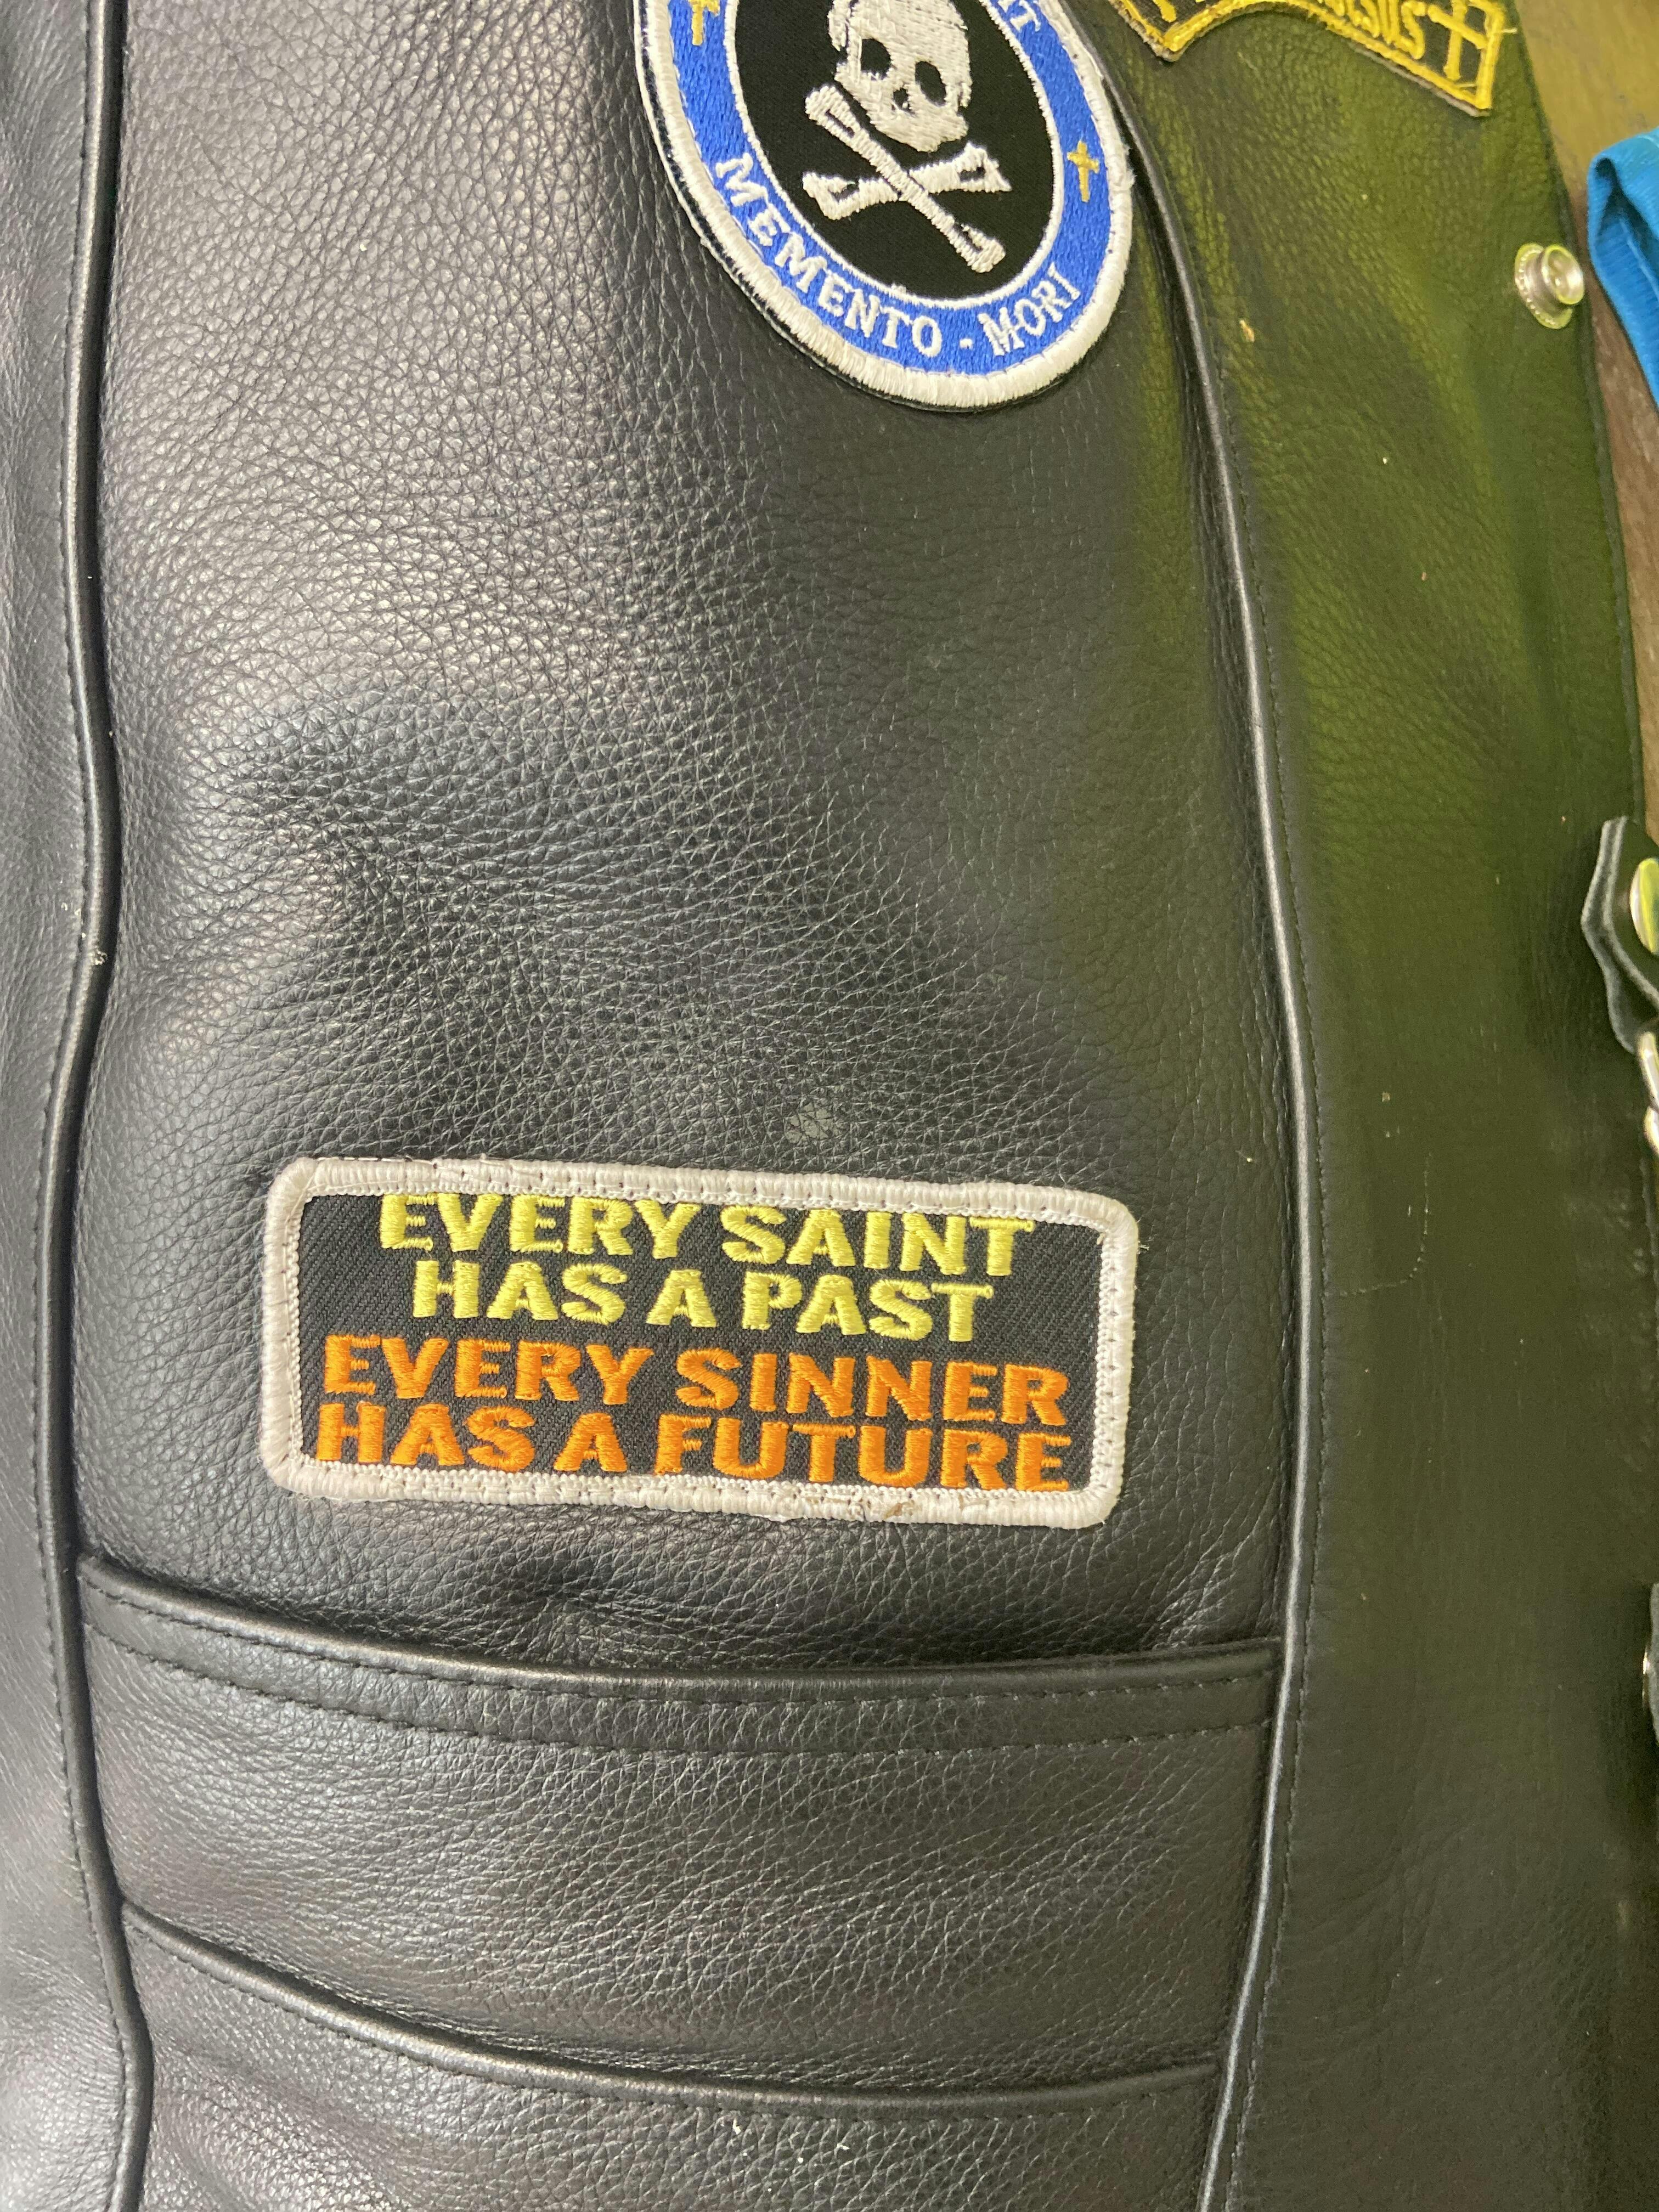 MEMENTO - MORI
EVERY SAINT
HAS A PAST
EVERY SINNER
HAS A FUTURE